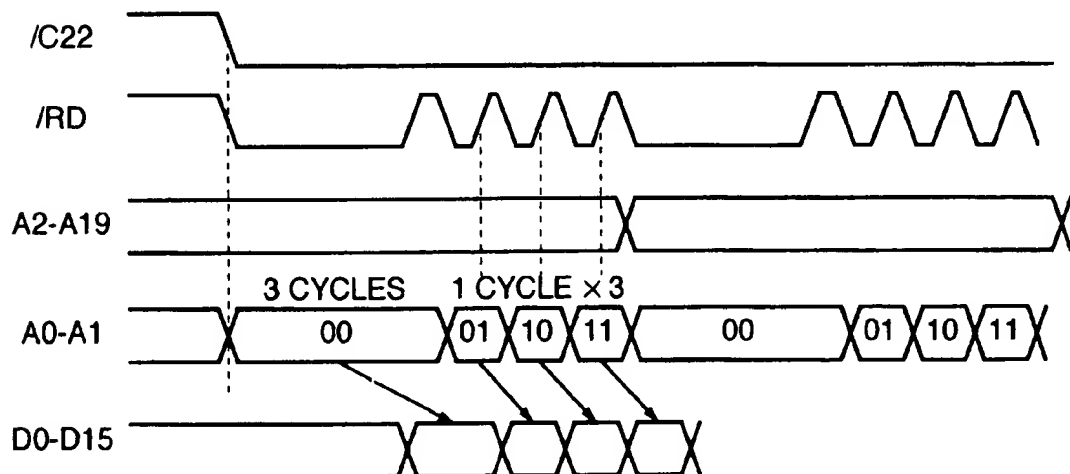 /C22
/RD
A2-A19
3 CYCLES 1 CYCLE × 3
A0-A1 00 01 10 11 00 01 10 11
D0-D15